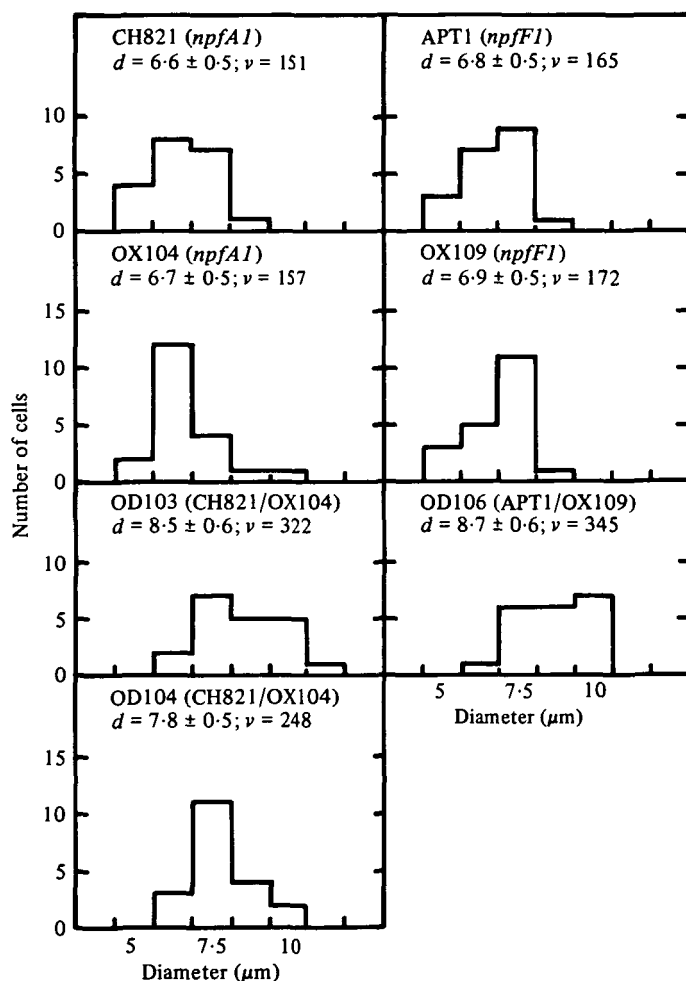 CH821 (npfA1)
d = 6·6 ± 0·5; ν = 151
10
5
0
APT1 (npfF1)
d = 6·8 ± 0·5; ν = 165
OX104 (npfA1)
d = 6·7 ± 0·5; ν = 157
15
10
5
0
OX109 (npfF1)
d = 6·9 ± 0·5; ν = 172
Number of cells
OD103 (CH821/OX104)
d = 8·5 ± 0·6; ν = 322
10
5
0
OD106 (APT1/OX109)
d = 8·7 ± 0·6; ν = 345
5 7·5 10
Diameter (μm)
OD104 (CH821/OX104)
d = 7·8 ± 0·5; ν = 248
15
10
5
0
5 7·5 10
Diameter (μm)